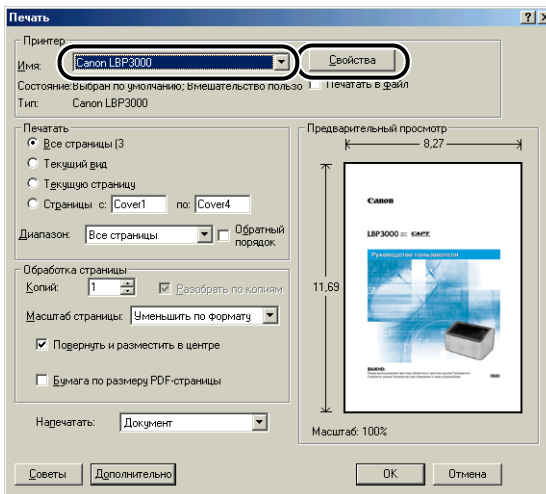 Печать
Принтер
Имя: Canon LBP3000 Свойства
Состояние: Выбран по умолчанию; Вмешательство пользо Печатать в файл
Тип: Canon LBP3000
Печатать
Все страницы (3
Текущий вид
Текущую страницу
Страницы с: Cover1 по: Cover4
Диапазон: Все страницы Обратный порядок
Обработка страницы
Копий: 1 Разобрать по копиям
Масштаб страницы: Уменьшить по формату
Повернуть и разместить в центре
Бумага по размеру PDF-страницы
Напечатать: Документ
Предварительный просмотр
8,27
11,69
Canon
LBP3000 CAPT
Руководство пользователя
ВАЖНО:
Масштаб: 100%
Советы Дополнительно OK Отмена